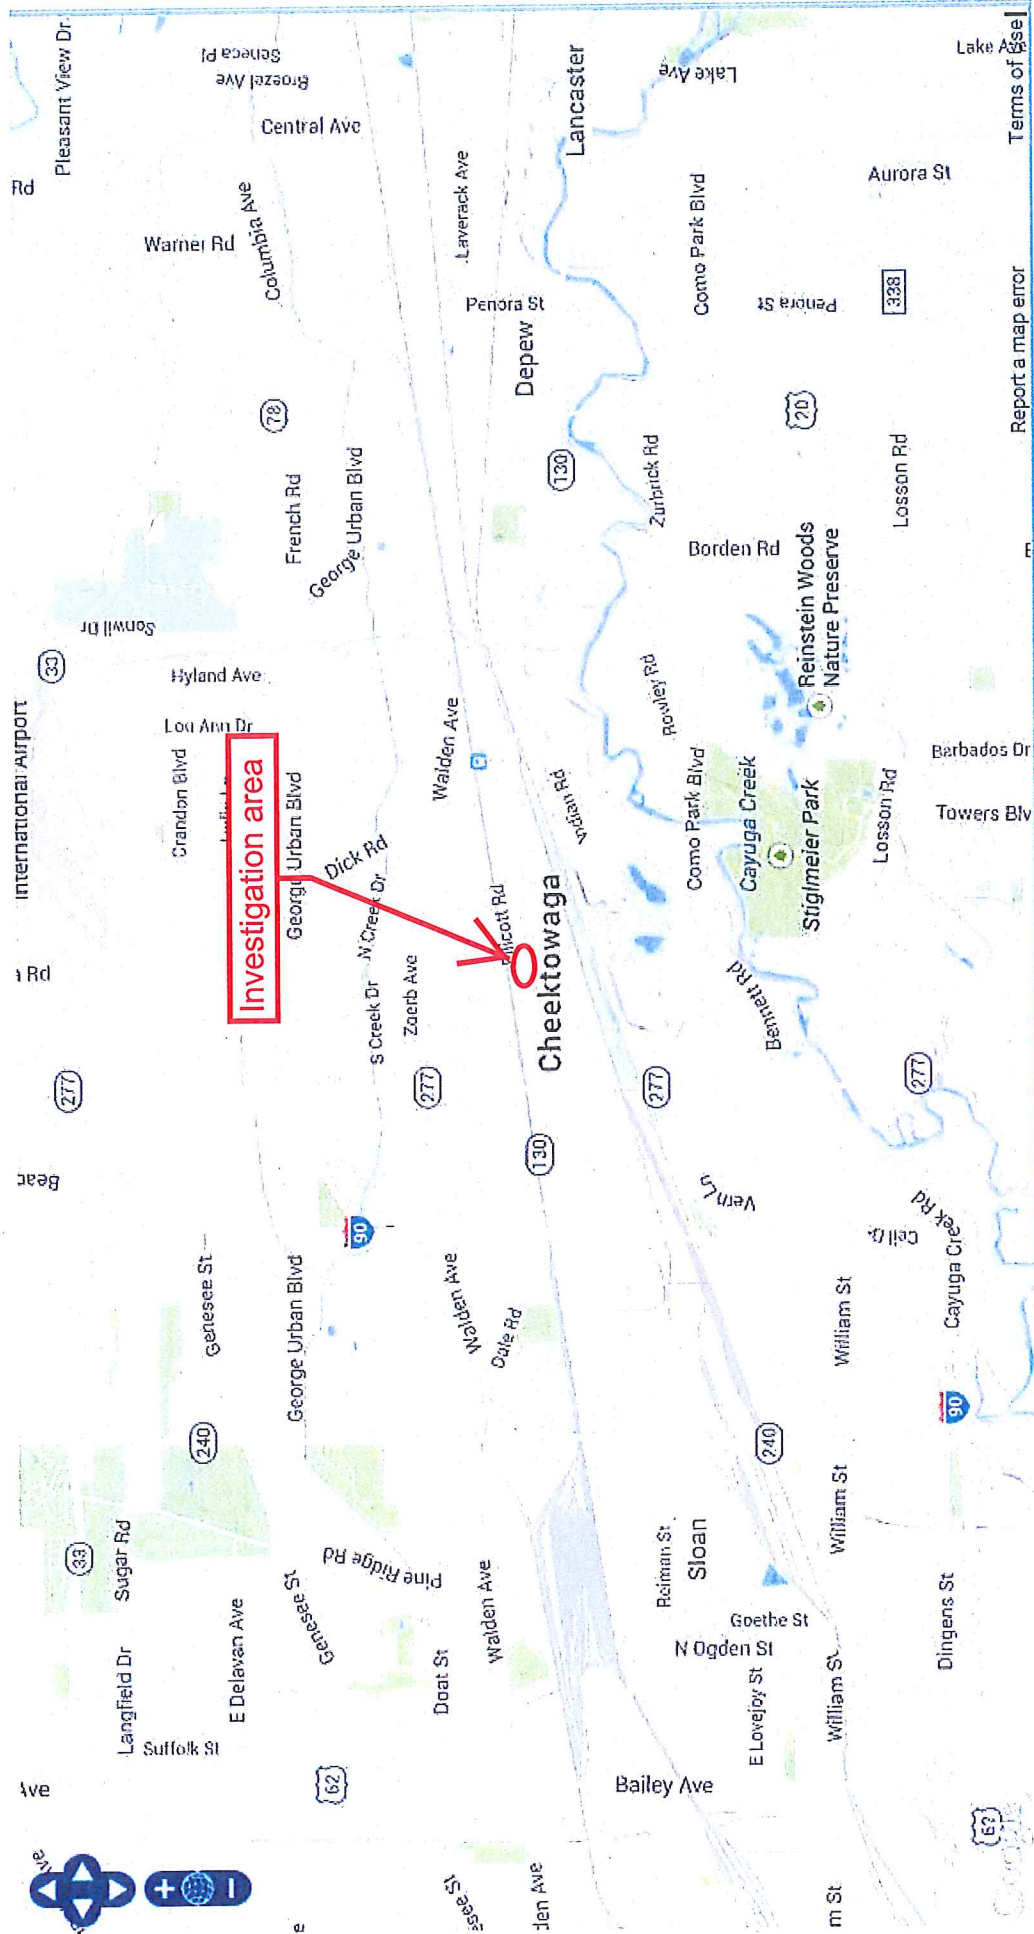 Ave
Rd
International Airport
Rd
33
277
Beac
33
Pleasant View Dr
Langfield Dr
Sugar Rd
Sonwil Dr
Suffolk St
Warner Rd
240
Genesee St
Crandon Blvd
Lou Ann Dr
Hyland Ave
E Delavan Ave
Investigation area
Seneca Pl
Broezel Ave
Central Ave
Columbia Ave
78
62
Genesee St
Pine Ridge Rd
George Urban Blvd
George Urban Blvd
French Rd
George Urban Blvd
90
Dick Rd
S Creek Dr
N Creek Dr
Zoerb Ave
Doat St
277
Walden Ave
Walden Ave
Walden Ave
Laverack Ave
Date Rd
Penora St
Depew
130
Cheektowaga
Indian Rd
130
Lancaster
Bailey Ave
Reiman St
Sloan
277
Rowley Rd
Zurbrick Rd
N Ogden St
Como Park Blvd
Como Park Blvd
Lake Ave
Vern Ln
Bennett Rd
Borden Rd
E Lovejoy St
Goethe St
240
Cayuga Creek
Stiglmeier Park
Reinstein Woods
Nature Preserve
Penora St
20
m St
William St
William St
William St
Losson Rd
Losson Rd
338
Aurora St
277
Dingens St
90
Cayuga Creek Rd
Towers Blv
Barbados Dr
62
Report a map error
Terms of Use